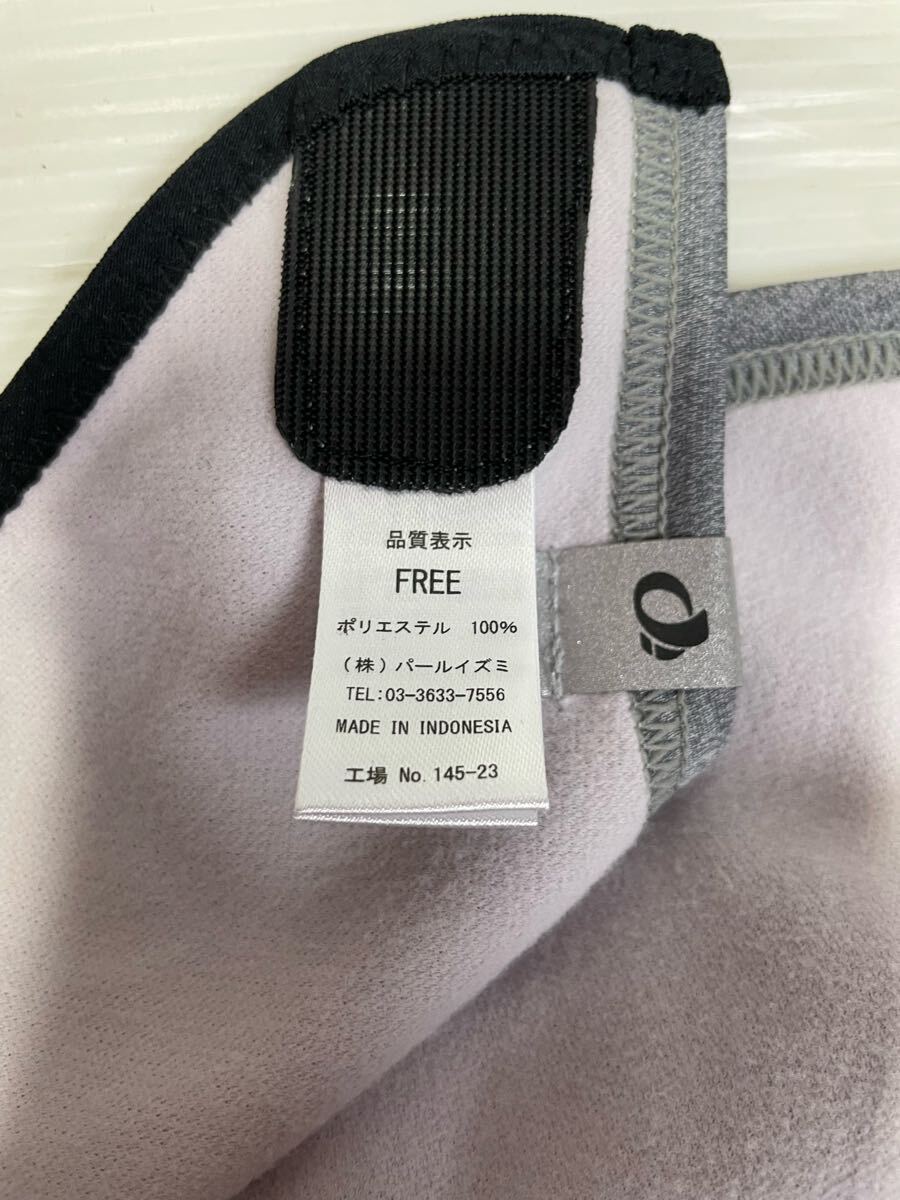 品質表示
FREE
ポリエステル 100%
(株)パールイズミ
TEL:03-3633-7556
MADE IN INDONESIA
工場 No. 145-23